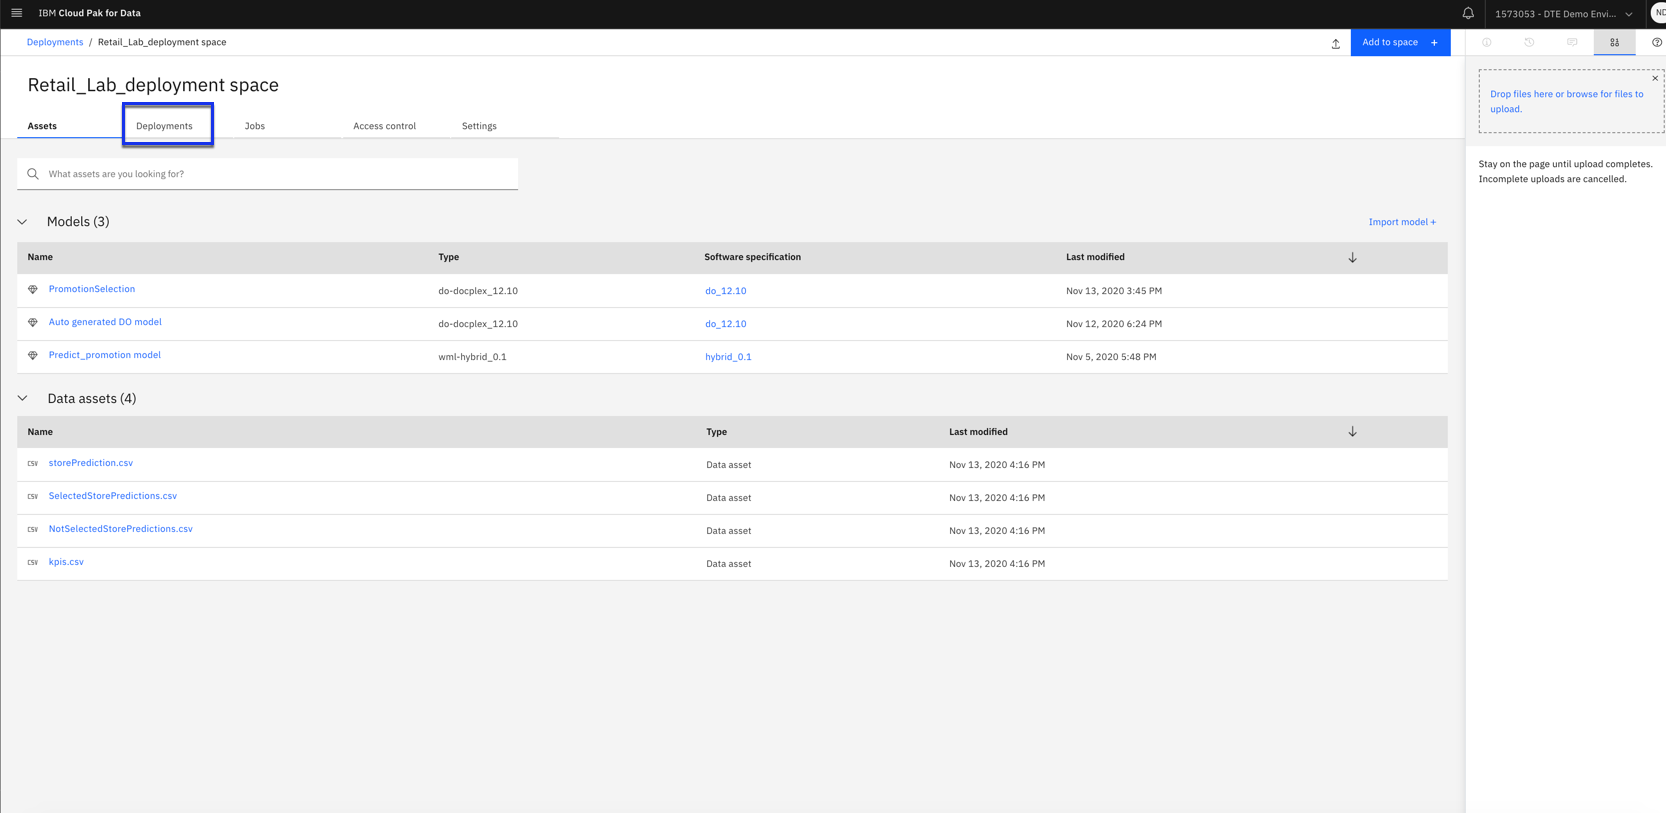 IBM Cloud Pak for Data
1573053 - DTE Demo Envi...
ND
Deployments / Retail_Lab_deployment space
Add to space +
Retail_Lab_deployment space
Assets Deployments Jobs Access control Settings
What assets are you looking for?
Models (3) Import model +
Name Type Software specification Last modified
PromotionSelection do-docplex_12.10 do_12.10 Nov 13, 2020 3:45 PM
Auto generated DO model do-docplex_12.10 do_12.10 Nov 12, 2020 6:24 PM
Predict_promotion model wml-hybrid_0.1 hybrid_0.1 Nov 5, 2020 5:48 PM
Data assets (4)
Name Type Last modified
CSV storePrediction.csv Data asset Nov 13, 2020 4:16 PM
CSV SelectedStorePredictions.csv Data asset Nov 13, 2020 4:16 PM
CSV NotSelectedStorePredictions.csv Data asset Nov 13, 2020 4:16 PM
CSV kpis.csv Data asset Nov 13, 2020 4:16 PM
Drop files here or browse for files to
upload.
Stay on the page until upload completes.
Incomplete uploads are cancelled.